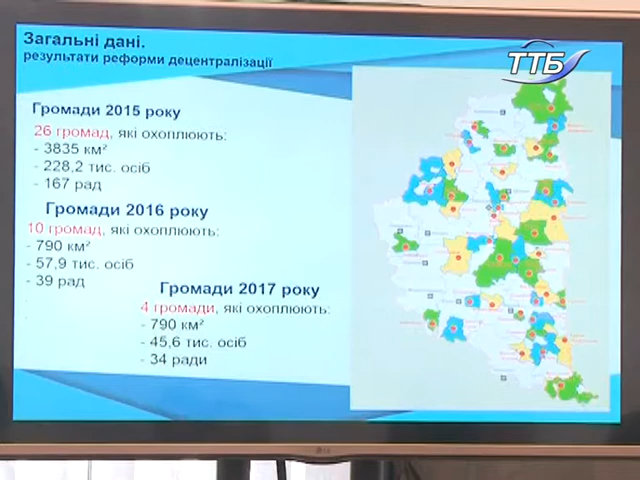 Загальні дані.
результати реформи децентралізації
ТТБ
Громади 2015 року
26 громад, які охоплюють:
- 3835 км²
- 228,2 тис. осіб
- 167 рад
Громади 2016 року
10 громад, які охоплюють:
- 790 км²
- 57,9 тис. осіб
- 39 рад
Громади 2017 року
4 громади, які охоплюють:
- 790 км²
- 45,6 тис. осіб
- 34 ради
LG